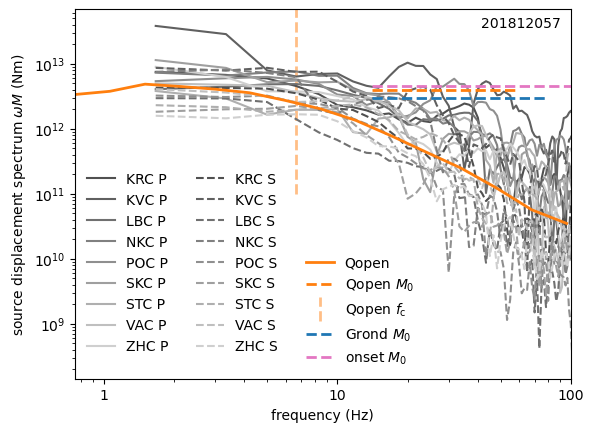 201812057
source displacement spectrum ωM (Nm)
10¹³
10¹²
10¹¹
10¹⁰
10⁹
KRC P
KVC P
LBC P
NKC P
POC P
SKC P
STC P
VAC P
ZHC P
KRC S
KVC S
LBC S
NKC S
POC S
SKC S
STC S
VAC S
ZHC S
Qopen
Qopen M₀
Qopen f_c
Grond M₀
onset M₀
1 10 100
frequency (Hz)